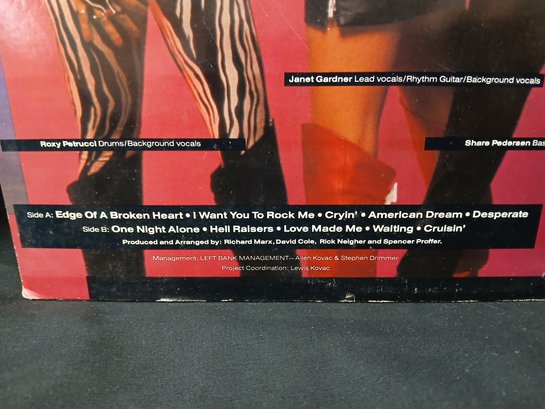 Janet Gardner Lead vocals/Rhythm Guitar/Background vocals
Roxy Petrucci Drums/Background vocals
Share Pedersen Bas
Side A: Edge Of A Broken Heart • I Want You To Rock Me • Cryin' • American Dream • Desperate
Side B: One Night Alone • Hell Raisers • Love Made Me • Waiting • Cruisin'
Produced and Arranged by: Richard Marx, David Cole, Rick Neigher and Spencer Proffer.
Management: LEFT BANK MANAGEMENT—Allen Kovac & Stephen Drimmer
Project Coordination: Lewis Kovac